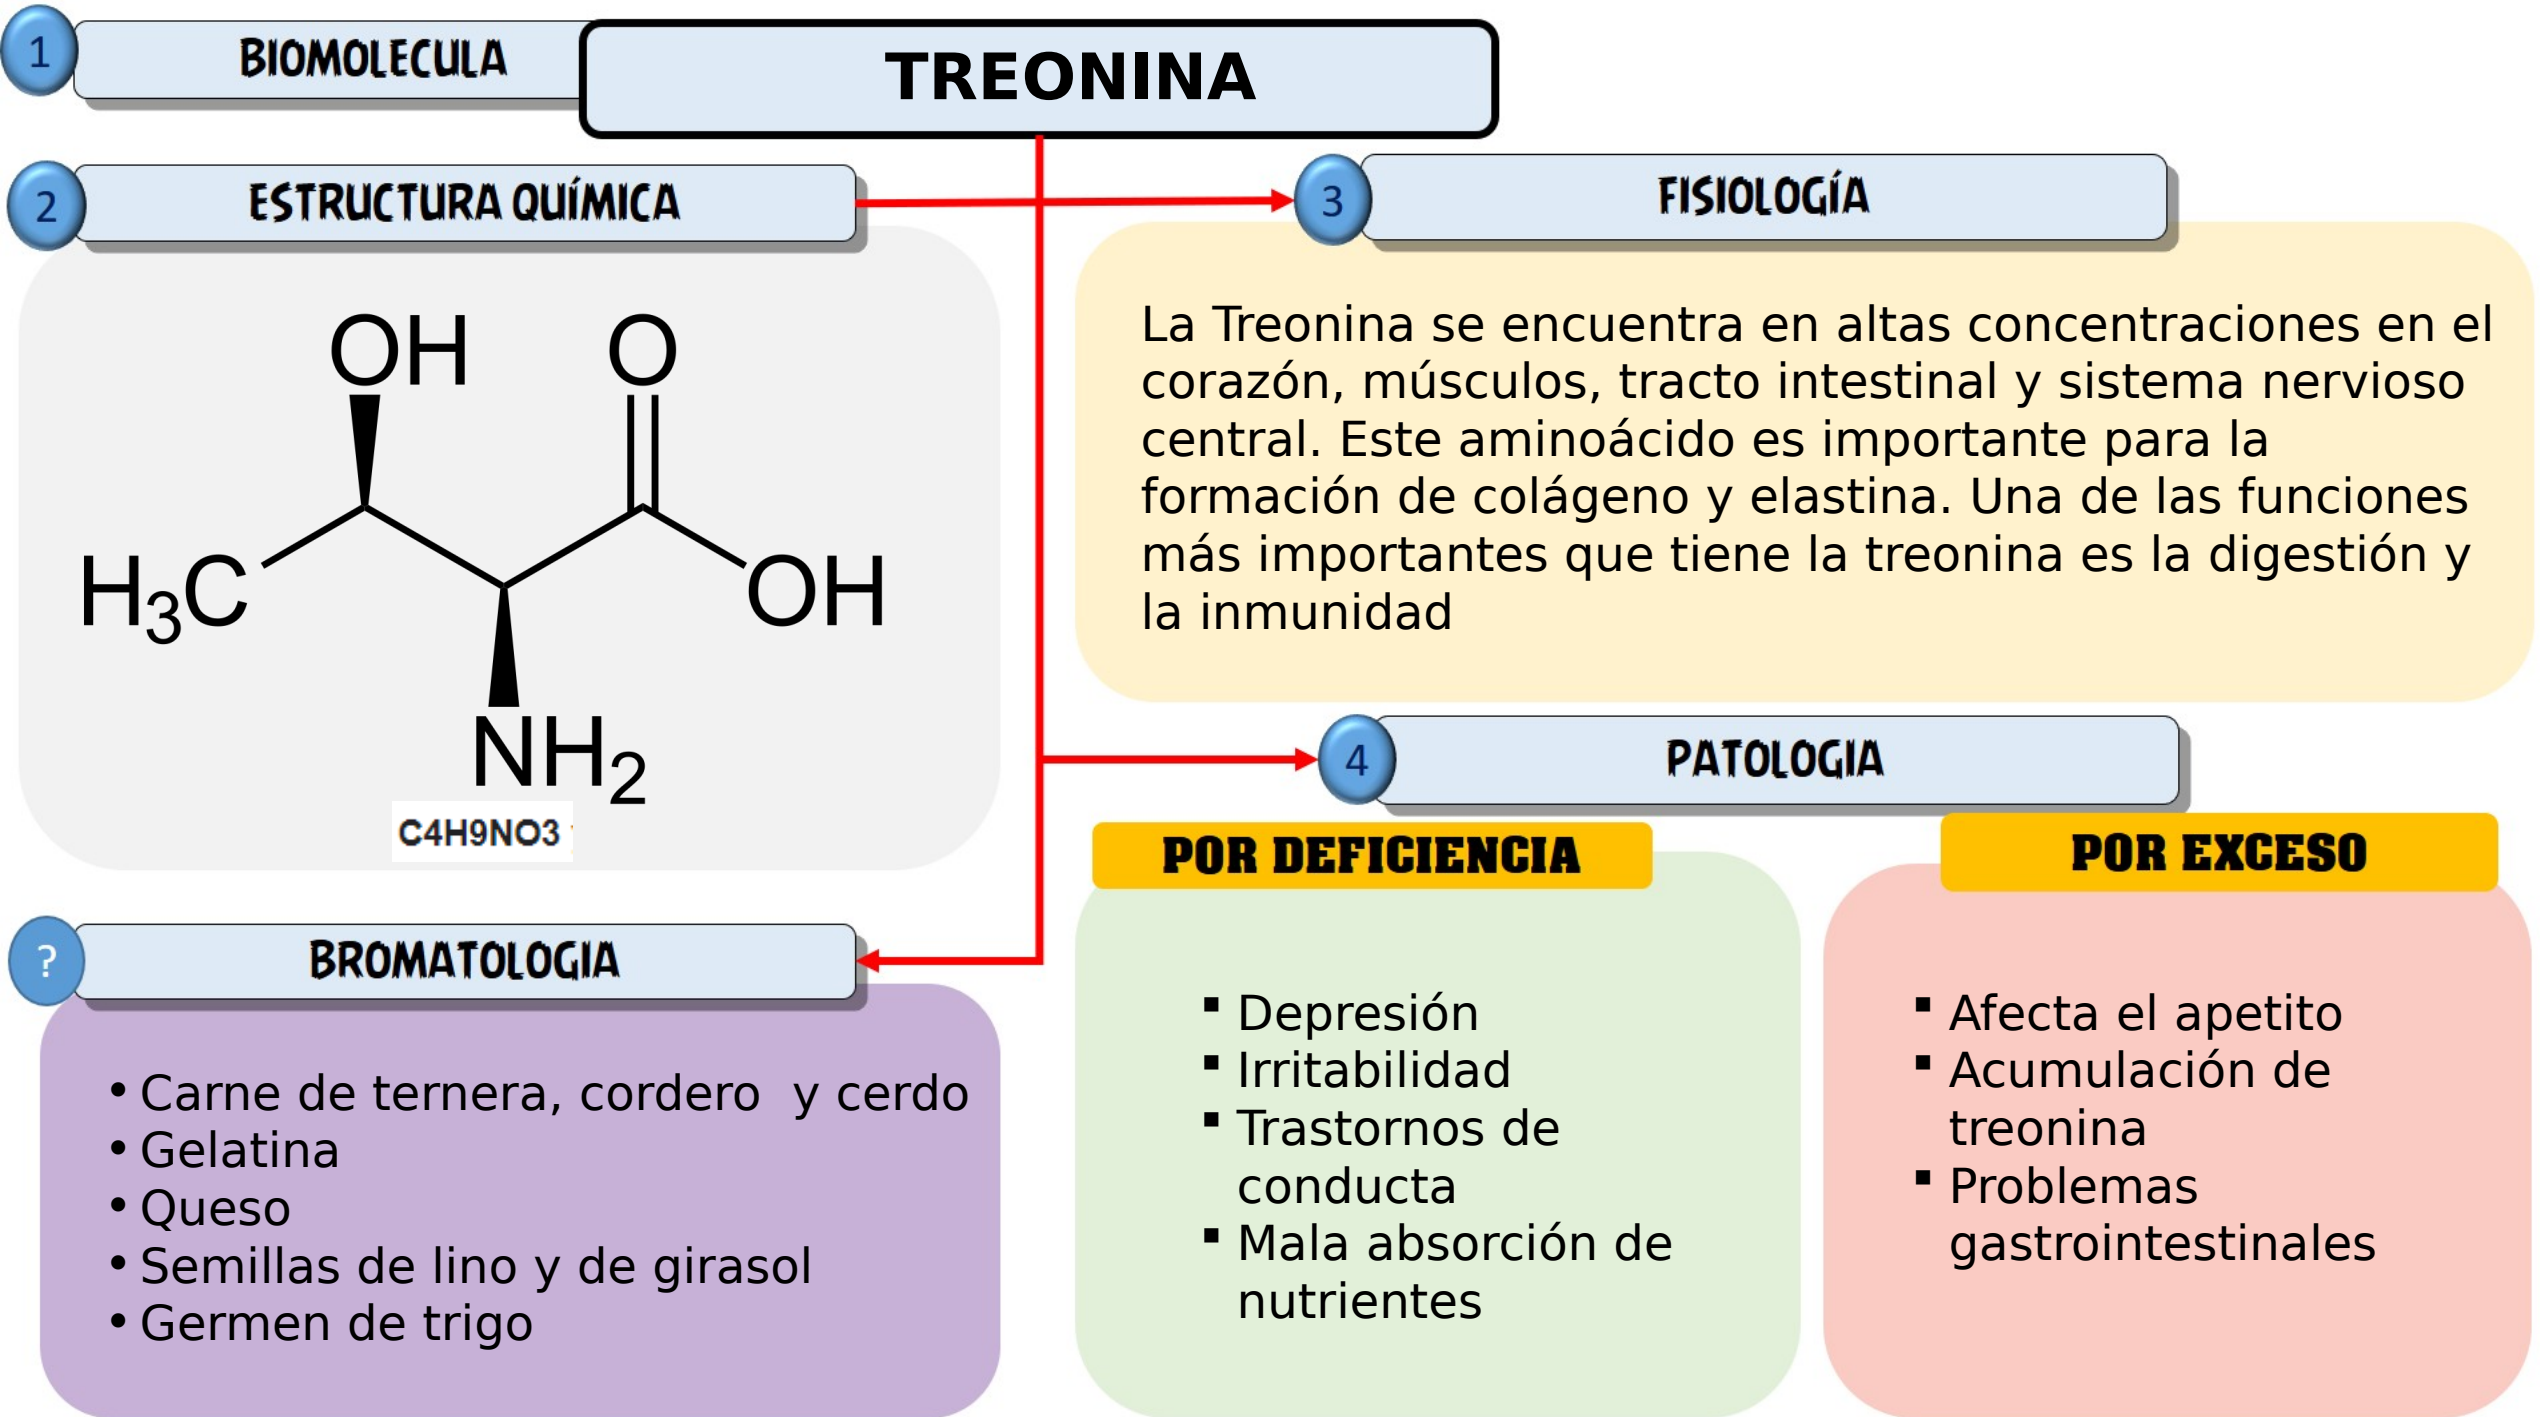 1
BIOMOLECULA
TREONINA
2
ESTRUCTURA QUÍMICA
OH
O
H3C
OH
NH2
C4H9NO3
3
FISIOLOGÍA
La Treonina se encuentra en altas concentraciones en el
corazón, músculos, tracto intestinal y sistema nervioso
central. Este aminoácido es importante para la
formación de colágeno y elastina. Una de las funciones
más importantes que tiene la treonina es la digestión y
la inmunidad
4
PATOLOGIA
POR DEFICIENCIA
▪ Depresión
▪ Irritabilidad
▪ Trastornos de
conducta
▪ Mala absorción de
nutrientes
POR EXCESO
▪ Afecta el apetito
▪ Acumulación de
treonina
▪ Problemas
gastrointestinales
?
BROMATOLOGIA
• Carne de ternera, cordero  y cerdo
• Gelatina
• Queso
• Semillas de lino y de girasol
• Germen de trigo